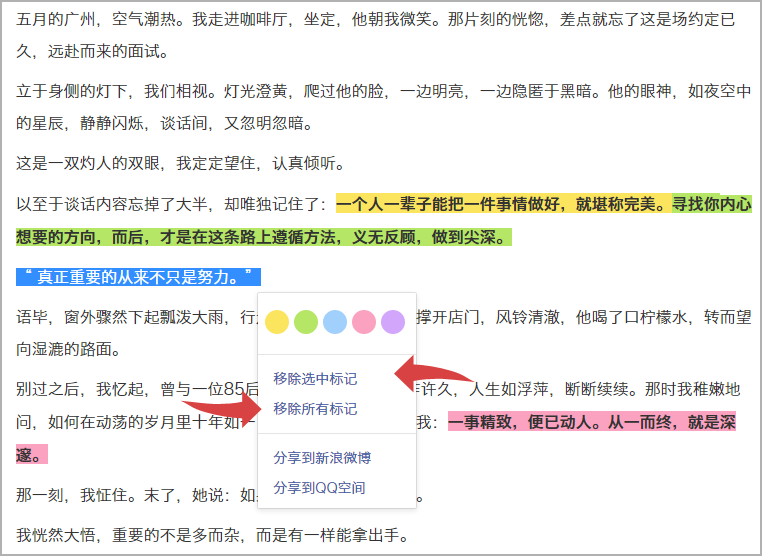 五月的广州，空气潮热。我走进咖啡厅，坐定，他朝我微笑。那片刻的恍惚，差点就忘了这是场约定已
久，远赴而来的面试。
立于身侧的灯下，我们相视。灯光澄黄，爬过他的脸，一边明亮，一边隐匿于黑暗。他的眼神，如夜空中
的星辰，静静闪烁，谈话间，又忽明忽暗。
这是一双灼人的双眼，我定定望住，认真倾听。
以至于谈话内容忘掉了大半，却唯独记住了：一个人一辈子能把一件事情做好，就堪称完美。寻找你内心
想要的方向，而后，才是在这条路上遵循方法，义无反顾，做到尖深。
“ 真正重要的从来不只是努力。”
语毕，窗外骤然下起瓢泼大雨，行 撑开店门，风铃清澈，他喝了口柠檬水，转而望
向湿漉的路面。
别过之后，我忆起，曾与一位85后 许久，人生如浮萍，断断续续。那时我稚嫩地
问，如何在动荡的岁月里十年如一 我：一事精致，便已动人。从一而终，就是深
邃。
那一刻，我怔住。末了，她说：如 。
我恍然大悟，重要的不是多而杂，而是有一样能拿出手。
移除选中标记
移除所有标记
分享到新浪微博
分享到QQ空间